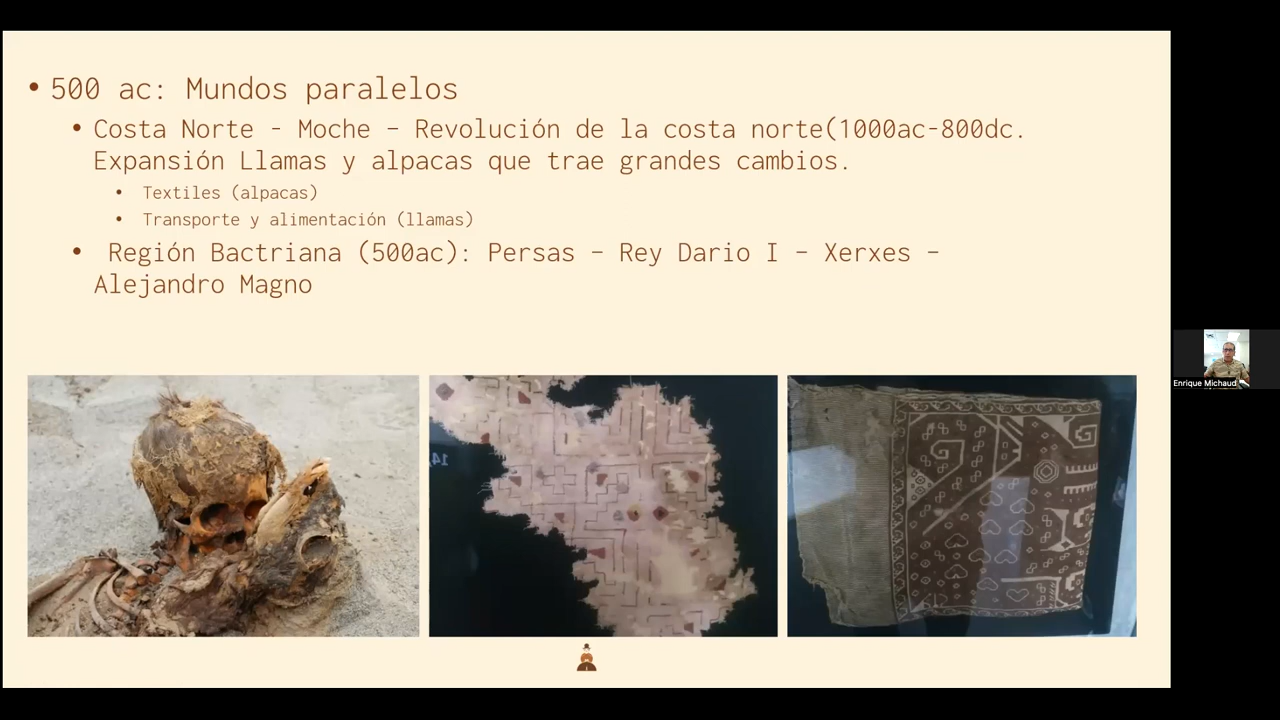 • 500 ac: Mundos paralelos
• Costa Norte - Moche – Revolución de la costa norte(1000ac-800dc.
Expansión Llamas y alpacas que trae grandes cambios.
• Textiles (alpacas)
• Transporte y alimentación (llamas)
• Región Bactriana (500ac): Persas – Rey Dario I – Xerxes –
Alejandro Magno
Enrique Michaud